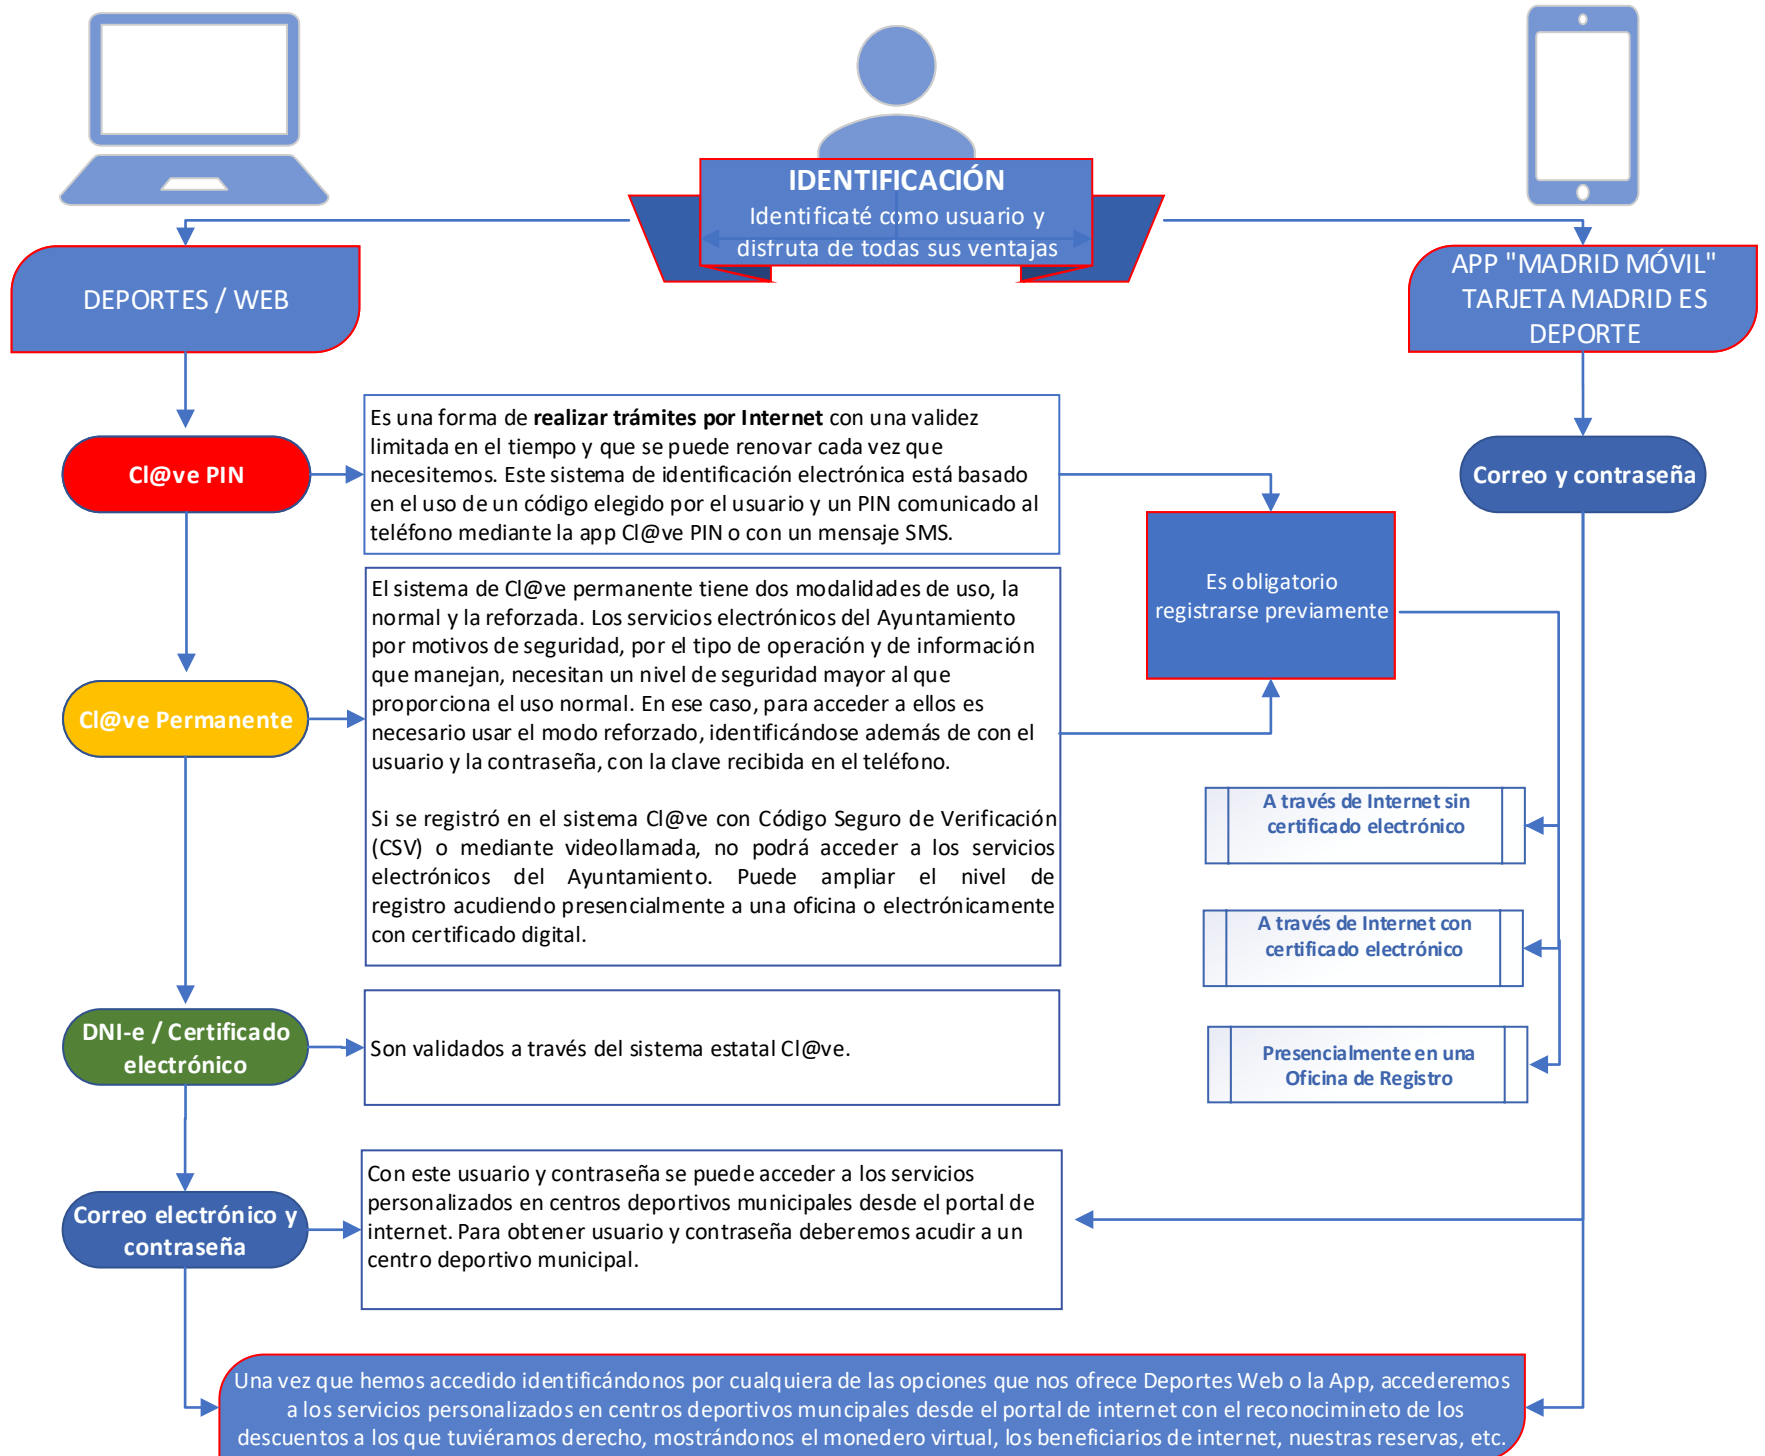 IDENTIFICACIÓN
Identificaté como usuario y
disfruta de todas sus ventajas
DEPORTES / WEB
APP "MADRID MÓVIL"
TARJETA MADRID ES
DEPORTE
Cl@ve PIN
Es una forma de realizar trámites por Internet con una validez
limitada en el tiempo y que se puede renovar cada vez que
necesitemos. Este sistema de identificación electrónica está basado
en el uso de un código elegido por el usuario y un PIN comunicado al
teléfono mediante la app Cl@ve PIN o con un mensaje SMS.
Correo y contraseña
Es obligatorio
registrarse previamente
Cl@ve Permanente
El sistema de Cl@ve permanente tiene dos modalidades de uso, la
normal y la reforzada. Los servicios electrónicos del Ayuntamiento
por motivos de seguridad, por el tipo de operación y de información
que manejan, necesitan un nivel de seguridad mayor al que
proporciona el uso normal. En ese caso, para acceder a ellos es
necesario usar el modo reforzado, identificándose además de con el
usuario y la contraseña, con la clave recibida en el teléfono.
Si se registró en el sistema Cl@ve con Código Seguro de Verificación
(CSV) o mediante videollamada, no podrá acceder a los servicios
electrónicos del Ayuntamiento. Puede ampliar el nivel de
registro acudiendo presencialmente a una oficina o electrónicamente
con certificado digital.
A través de Internet sin
certificado electrónico
A través de Internet con
certificado electrónico
Presencialmente en una
Oficina de Registro
DNI-e / Certificado
electrónico
Son validados a través del sistema estatal Cl@ve.
Correo electrónico y
contraseña
Con este usuario y contraseña se puede acceder a los servicios
personalizados en centros deportivos municipales desde el portal de
internet. Para obtener usuario y contraseña deberemos acudir a un
centro deportivo municipal.
Una vez que hemos accedido identificándonos por cualquiera de las opciones que nos ofrece Deportes Web o la App, accederemos
a los servicios personalizados en centros deportivos muncipales desde el portal de internet con el reconocimineto de los
descuentos a los que tuviéramos derecho, mostrándonos el monedero virtual, los beneficiarios de internet, nuestras reservas, etc.